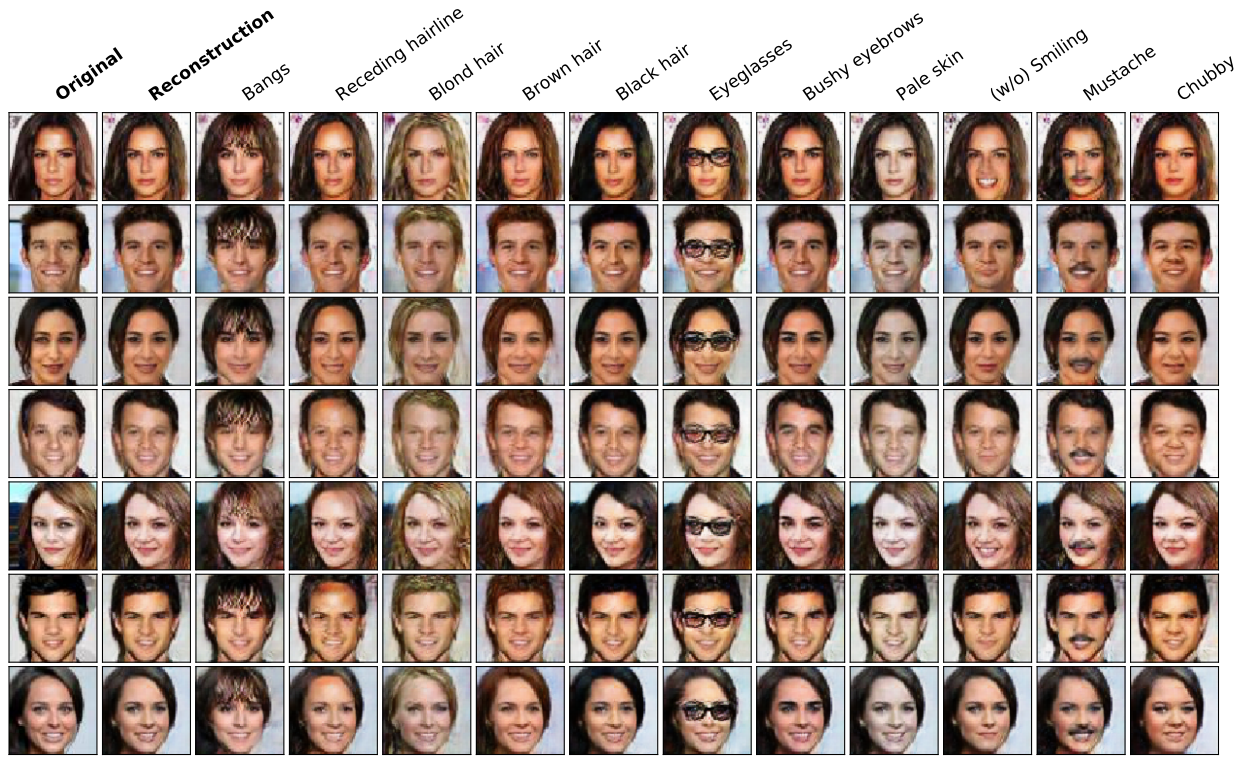 Original
Reconstruction
Bangs
Receding hairline
Blond hair
Brown hair
Black hair
Eyeglasses
Bushy eyebrows
Pale skin
(w/o) Smiling
Mustache
Chubby